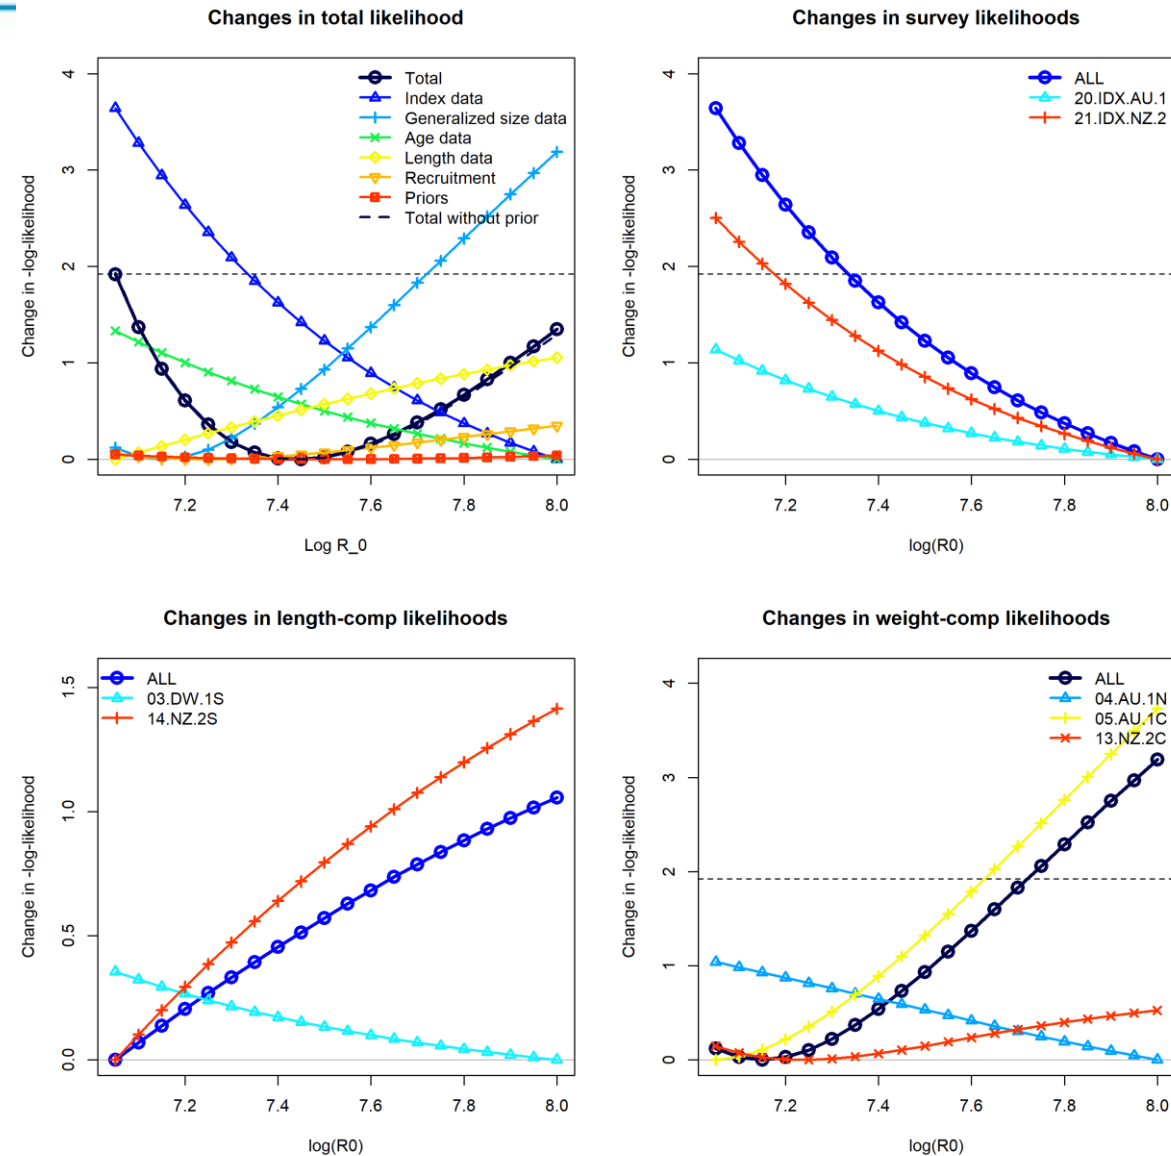 Changes in total likelihood
Change in -log-likelihood
4
3
2
1
0
Total
Index data
Generalized size data
Age data
Length data
Recruitment
Priors
Total without prior
7.2 7.4 7.6 7.8 8.0
Log R_0
Changes in survey likelihoods
Change in -log-likelihood
4
3
2
1
0
ALL
20.IDX.AU.1
21.IDX.NZ.2
7.2 7.4 7.6 7.8 8.0
log(R0)
Changes in length-comp likelihoods
Change in -log-likelihood
1.5
1.0
0.5
0.0
ALL
03.DW.1S
14.NZ.2S
7.2 7.4 7.6 7.8 8.0
log(R0)
Changes in weight-comp likelihoods
Change in -log-likelihood
4
3
2
1
0
ALL
04.AU.1N
05.AU.1C
13.NZ.2C
7.2 7.4 7.6 7.8 8.0
log(R0)